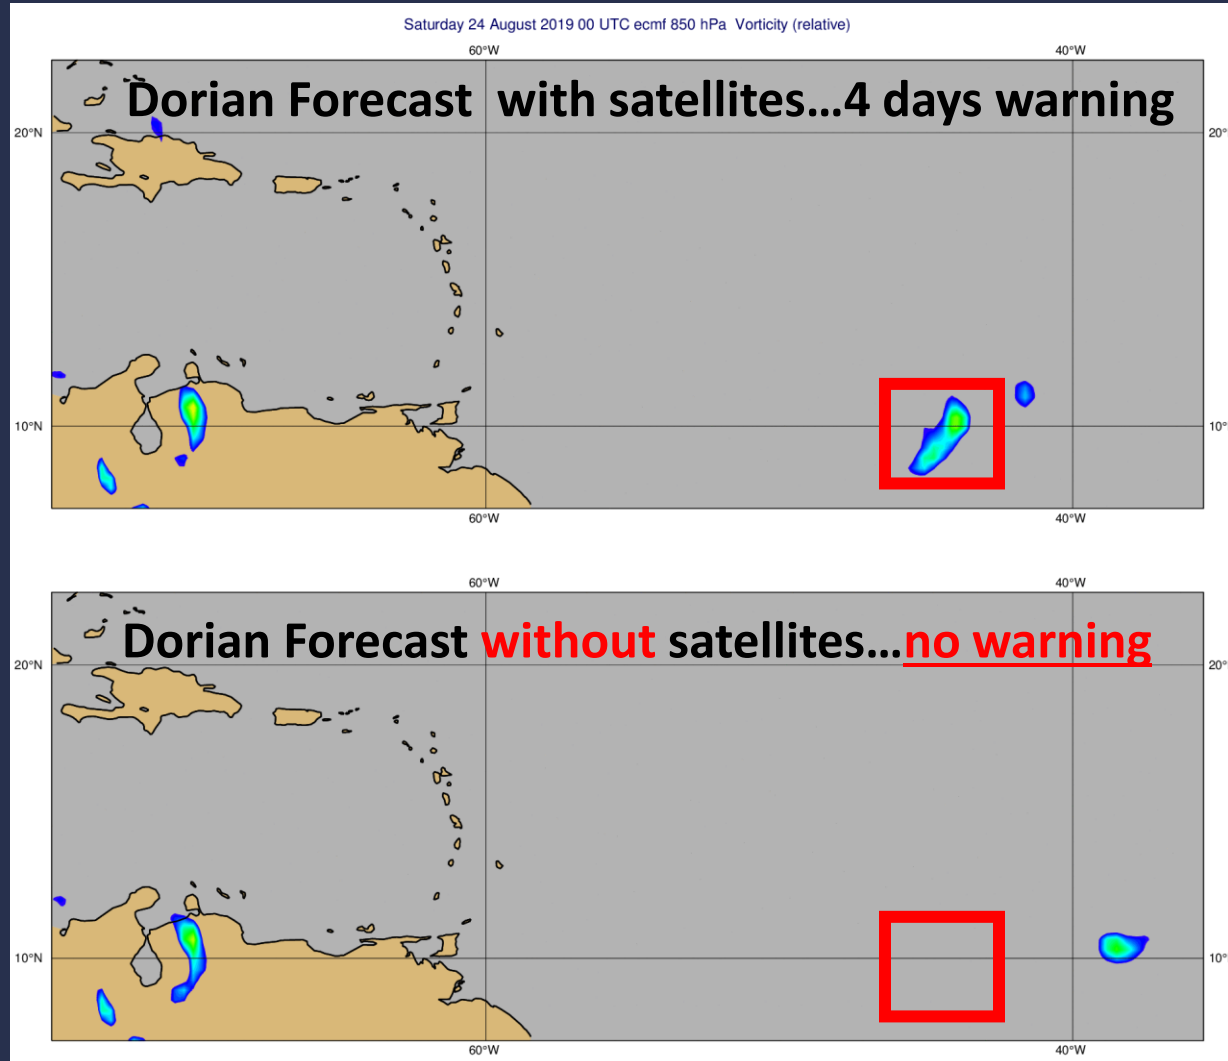 Saturday 24 August 2019 00 UTC ecmf 850 hPa Vorticity (relative)
60°W 40°W
Dorian Forecast with satellites...4 days warning
20°N 20°
10°N 10°
60°W 40°W
60°W 40°W
Dorian Forecast without satellites...no warning
20°N 20°
10°N 10°
60°W 40°W